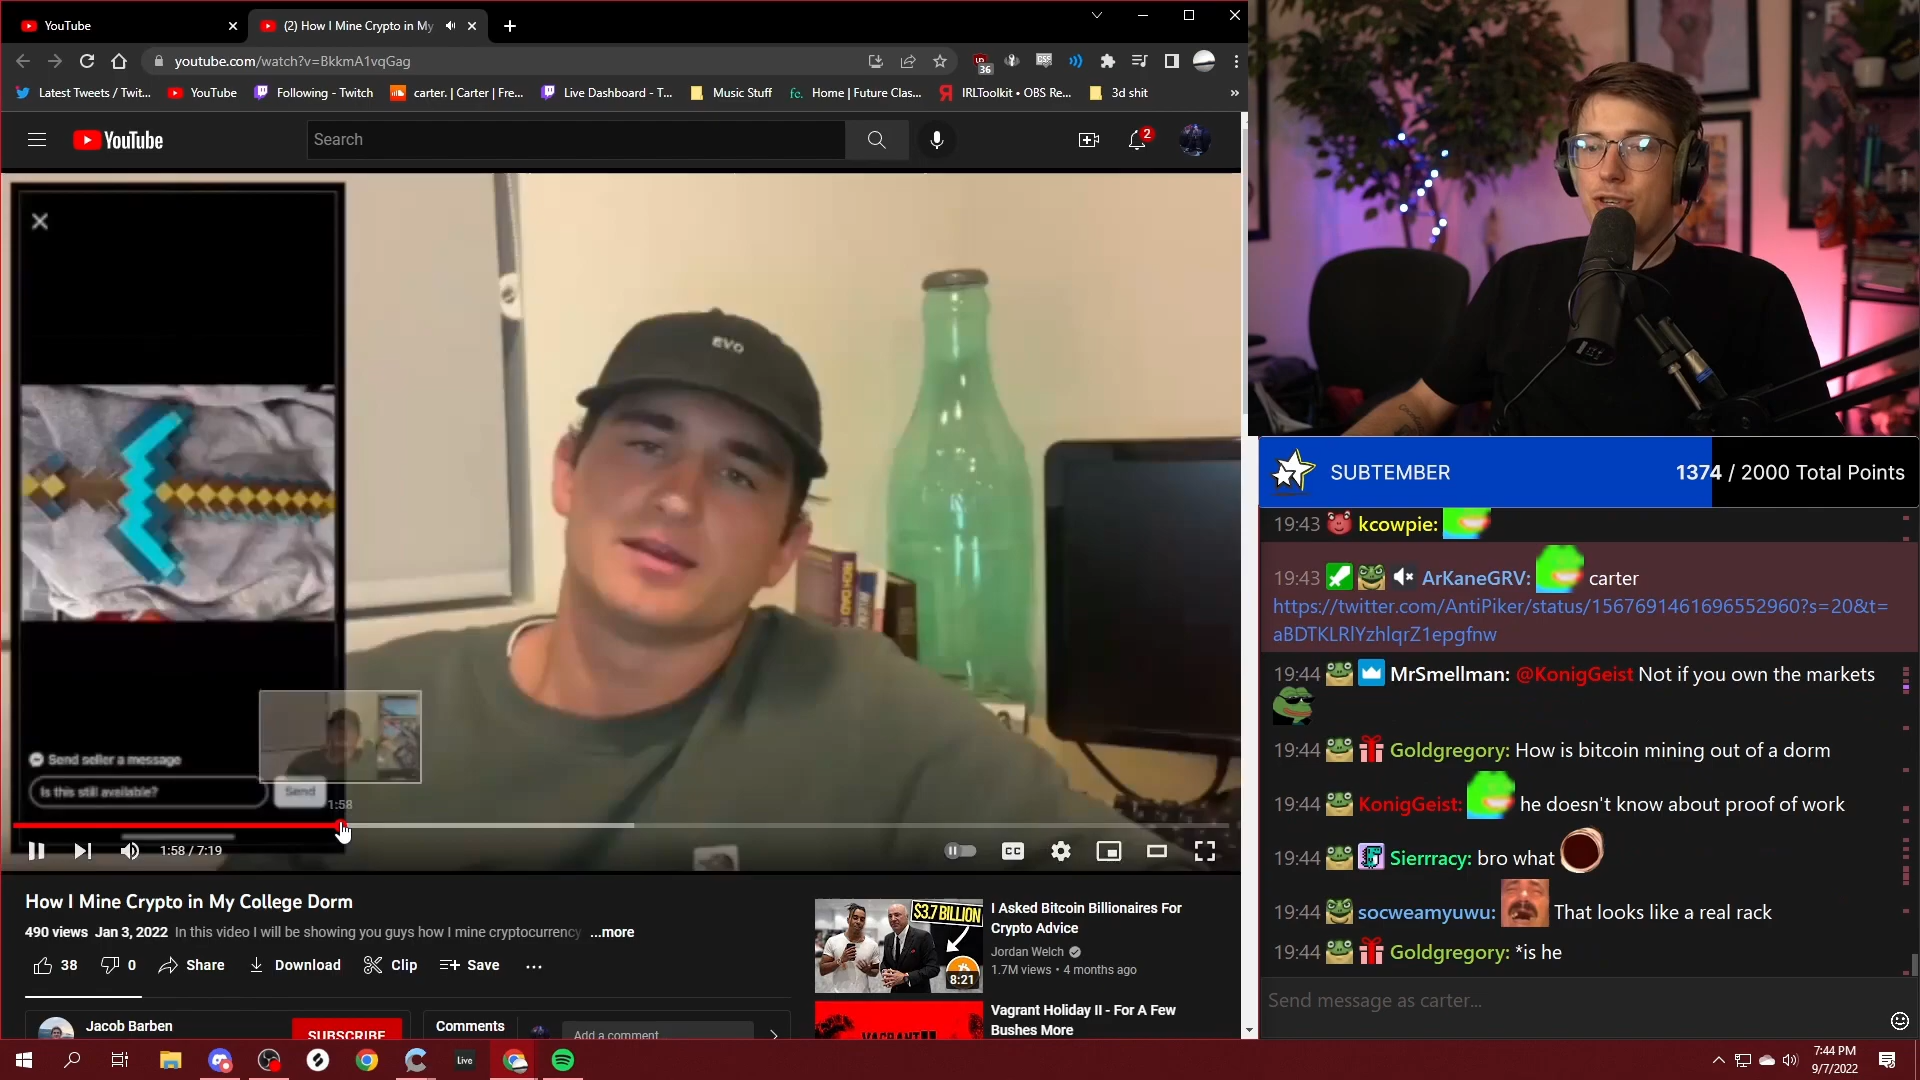 YouTube
(2) How I Mine Crypto in My
youtube.com/watch?v=BkkmA1vqGag
36
Latest Tweets / Twit...
YouTube
Following - Twitch
carter. | Carter | Fre...
Live Dashboard - T...
Music Stuff
fc. Home | Future Clas...
IRLToolkit • OBS Re...
3d shit
»
YouTube
Search
2
EVO
RICH DAD
Send seller a message
Is this still available?
Send
1:58
1:58 / 7:19
CC
How I Mine Crypto in My College Dorm
490 views Jan 3, 2022 In this video I will be showing you guys how I mine cryptocurrency ...more
38
0
Share
Download
Clip
Save
Jacob Barben
SUBSCRIBE
Comments
Add a comment...
$3.7 BILLION
8:21
I Asked Bitcoin Billionaires For
Crypto Advice
Jordan Welch
1.7M views • 4 months ago
VAGRANT HOLIDAY
Vagrant Holiday II - For A Few
Bushes More
SUBTEMBER
1374 / 2000 Total Points
19:43 kcowpie:
19:43 ArKaneGRV: carter
https://twitter.com/AntiPiker/status/1567691461696552960?s=20&t=
aBDTKLRlYzhlqrZ1epgfnw
19:44 MrSmellman: @KonigGeist Not if you own the markets
19:44 Goldgregory: How is bitcoin mining out of a dorm
19:44 KonigGeist: he doesn't know about proof of work
19:44 Sierrracy: bro what
19:44 socweamyuwu: That looks like a real rack
19:44 Goldgregory: *is he
Send message as carter...
Live
7:44 PM
9/7/2022